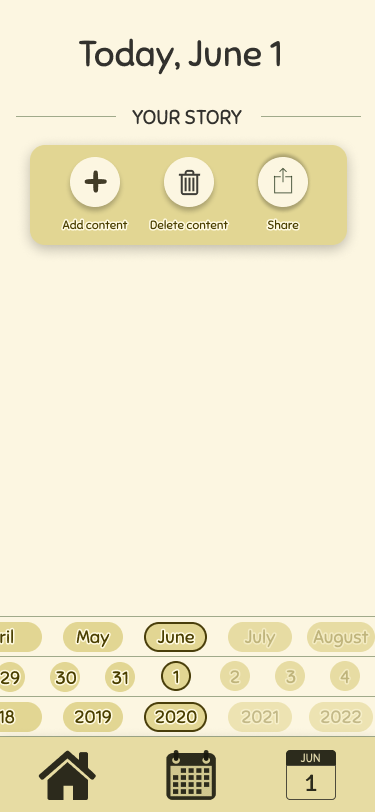 Today, June 1
YOUR STORY
Add content Delete content Share
ril May June July August
29 30 31 1 2 3 4
18 2019 2020 2021 2022
JUN
1